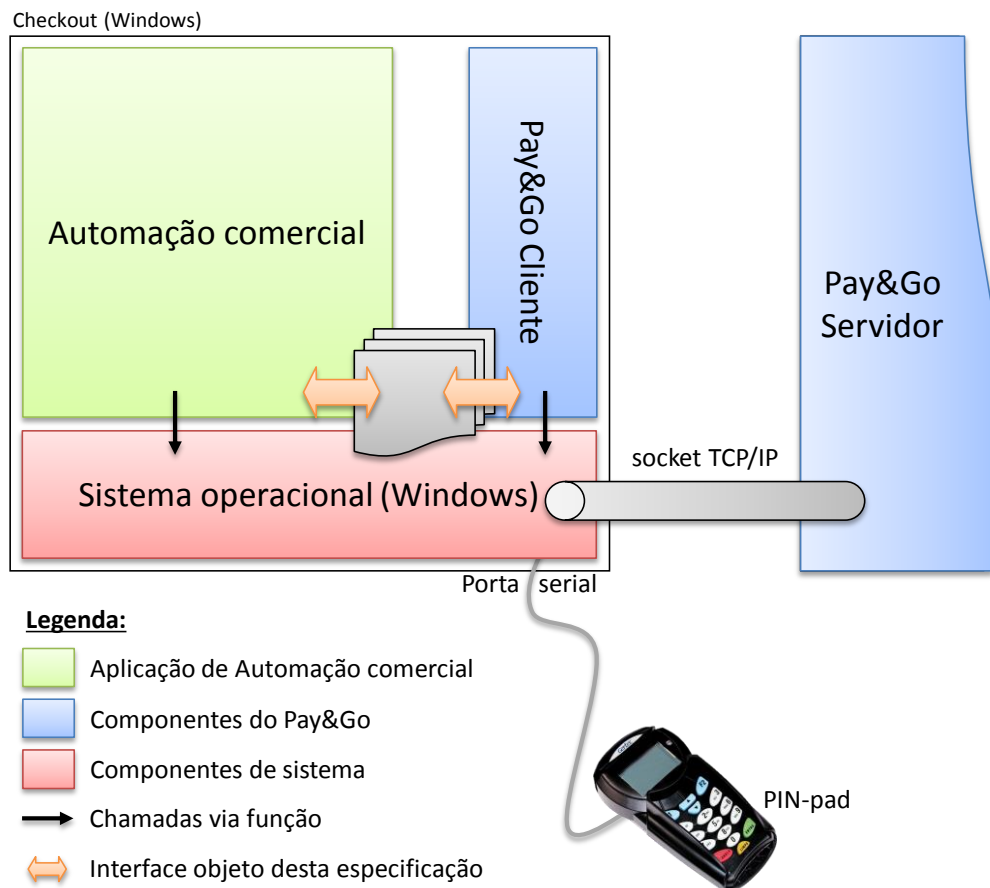 Checkout (Windows)
Automação comercial
Pay&Go Cliente
Pay&Go
Servidor
socket TCP/IP
Sistema operacional (Windows)
Porta serial
Legenda:
Aplicação de Automação comercial
Componentes do Pay&Go
Componentes de sistema
Chamadas via função
Interface objeto desta especificação
PIN-pad